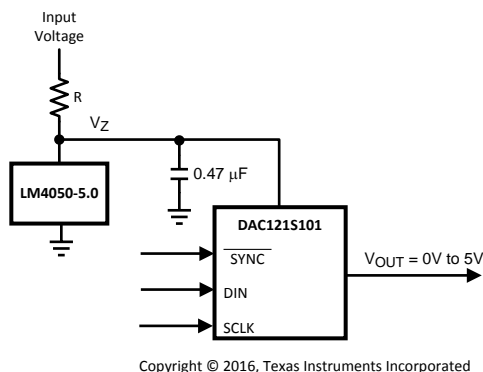 Input
Voltage
R
VZ
LM4050-5.0
0.47 μF
DAC121S101
SYNC
VOUT = 0V to 5V
DIN
SCLK
Copyright © 2016, Texas Instruments Incorporated